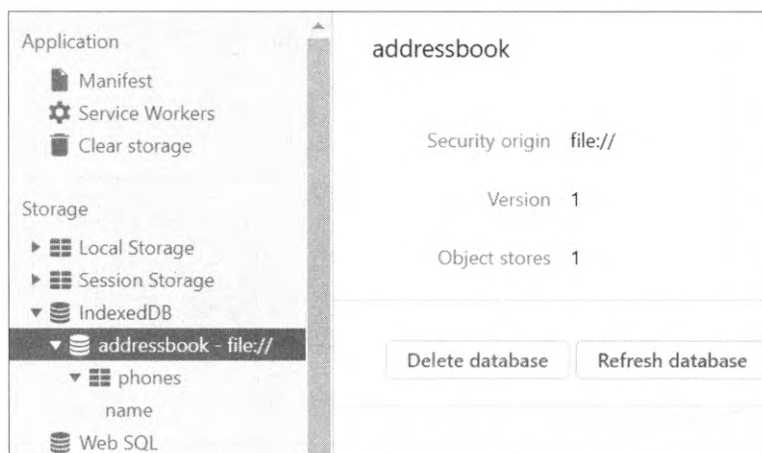 Application
Manifest
Service Workers
Clear storage
Storage
Local Storage
Session Storage
IndexedDB
addressbook - file://
phones
name
Web SQL
addressbook
Security origin file://
Version 1
Object stores 1
Delete database Refresh database